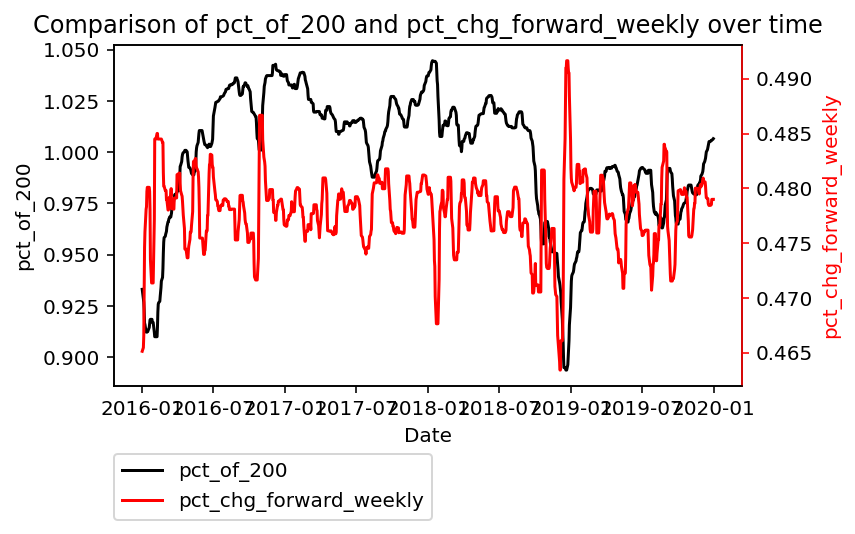 Comparison of pct_of_200 and pct_chg_forward_weekly over time
1.050
1.025
1.000
0.975
0.950
0.925
0.900
pct_of_200
0.490
0.485
0.480
0.475
0.470
0.465
pct_chg_forward_weekly
2016-01 2016-07 2017-01 2017-07 2018-01 2018-07 2019-01 2019-07 2020-01
Date
pct_of_200
pct_chg_forward_weekly